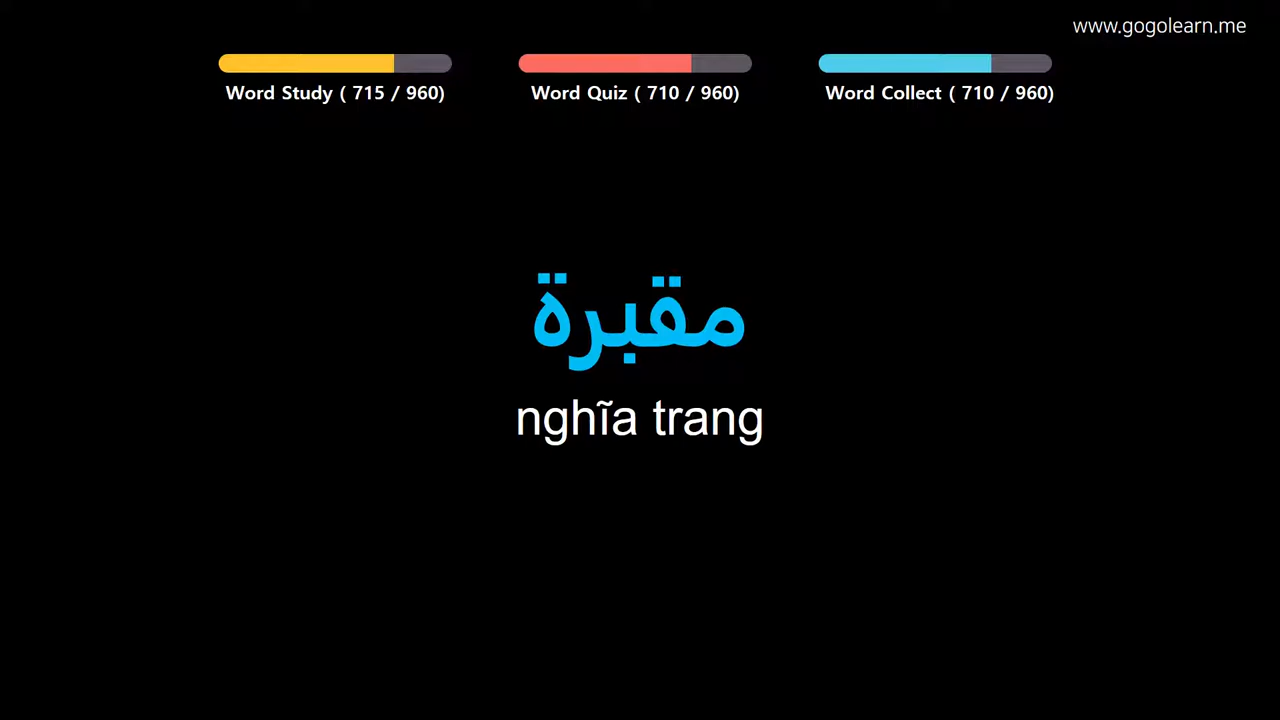 www.gogolearn.me
Word Study ( 715 / 960)
Word Quiz ( 710 / 960)
Word Collect ( 710 / 960)
مقبرة
nghĩa trang